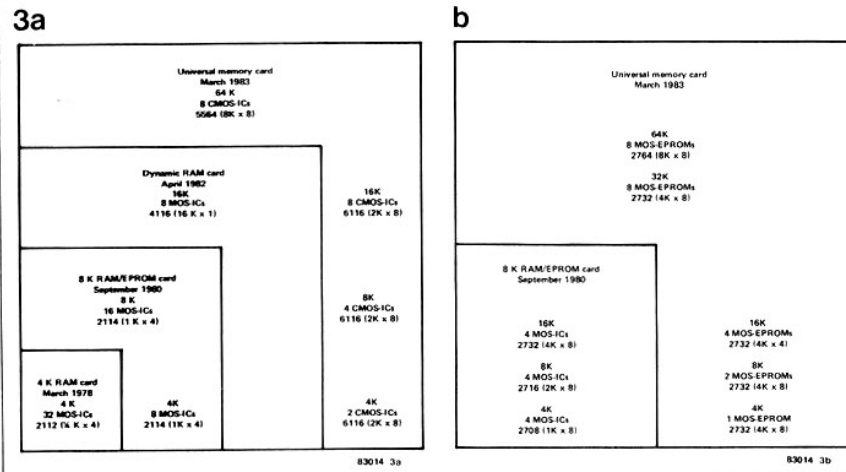 3a
Universal memory card
March 1983
64 K
8 CMOS-ICs
5564 (8K x 8)
Dynamic RAM card
April 1982
16K
8 MOS-ICs
4116 (16 K x 1)
16K
8 CMOS-ICs
6116 (2K x 8)
8 K RAM/EPROM card
September 1980
8 K
16 MOS-ICs
2114 (1 K x 4)
8K
4 CMOS-ICs
6116 (2K x 8)
4 K RAM card
March 1978
4 K
32 MOS-ICs
2112 (¼ K x 4)
4K
8 MOS-ICs
2114 (1K x 4)
4K
2 CMOS-ICs
6116 (2K x 8)
83014 3a
b
Universal memory card
March 1983
64K
8 MOS-EPROMs
2764 (8K x 8)
32K
8 MOS-EPROMs
2732 (4K x 8)
8 K RAM/EPROM card
September 1980
16K
4 MOS-ICs
2732 (4K x 8)
8K
4 MOS-ICs
2716 (2K x 8)
4K
4 MOS-ICs
2708 (1K x 8)
16K
4 MOS-EPROMs
2732 (4K x 4)
8K
2 MOS-EPROMs
2732 (4K x 8)
4K
1 MOS-EPROM
2732 (4K x 8)
83014 3b